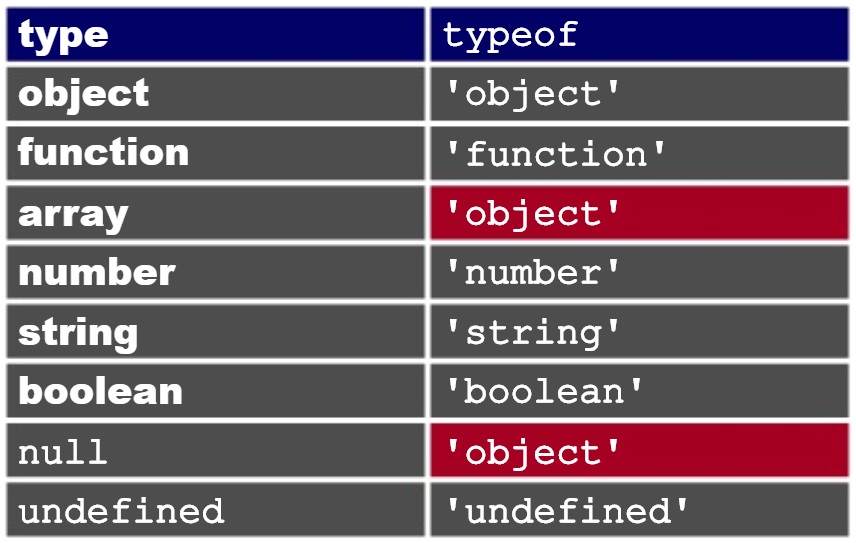 type typeof
object 'object'
function 'function'
array 'object'
number 'number'
string 'string'
boolean 'boolean'
null 'object'
undefined 'undefined'